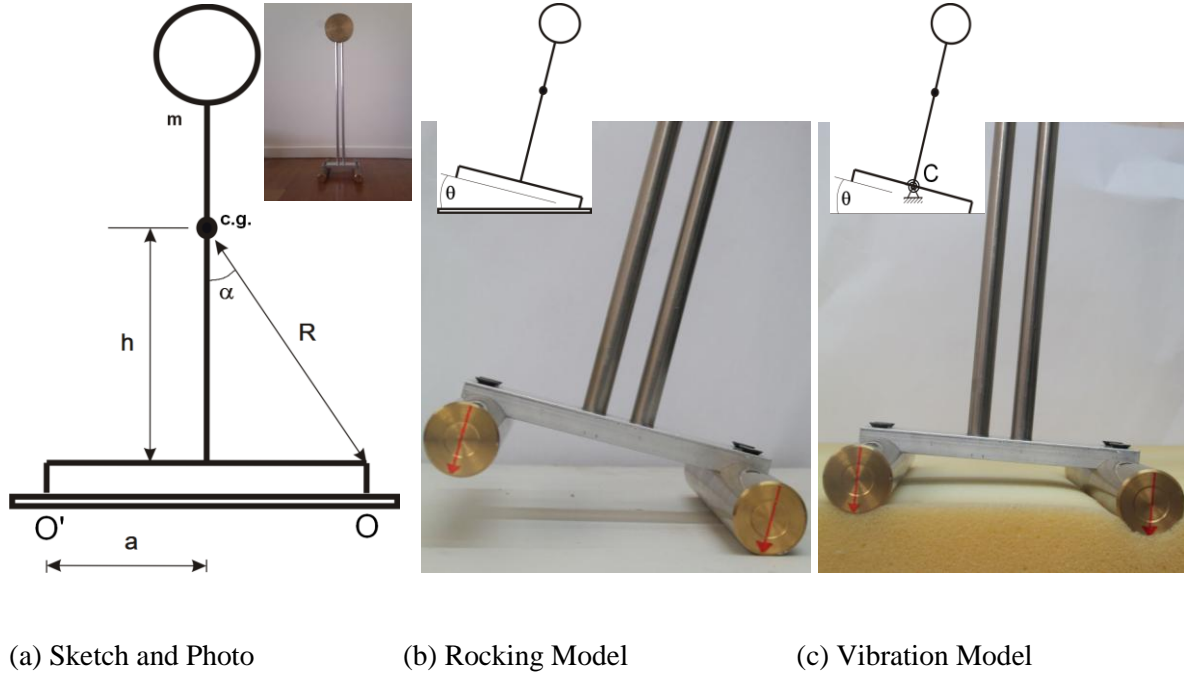 m
c.g.
α
h
R
O' O
a
θ
θ
C
(a) Sketch and Photo (b) Rocking Model (c) Vibration Model